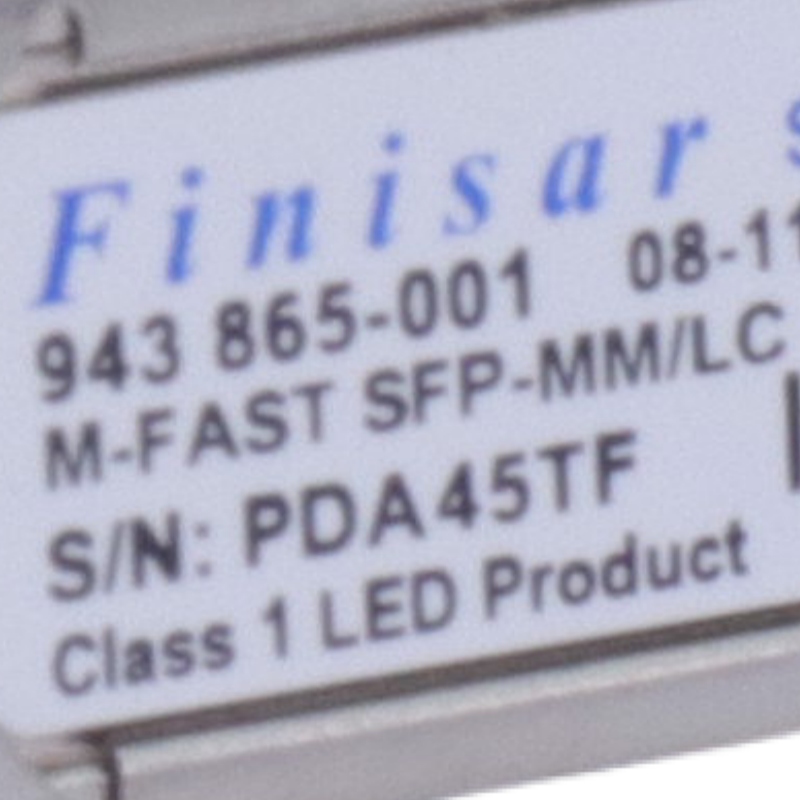 Finisar
943 865-001 08-11
M-FAST SFP-MM/LC
S/N: PDA45TF
Class 1 LED Product